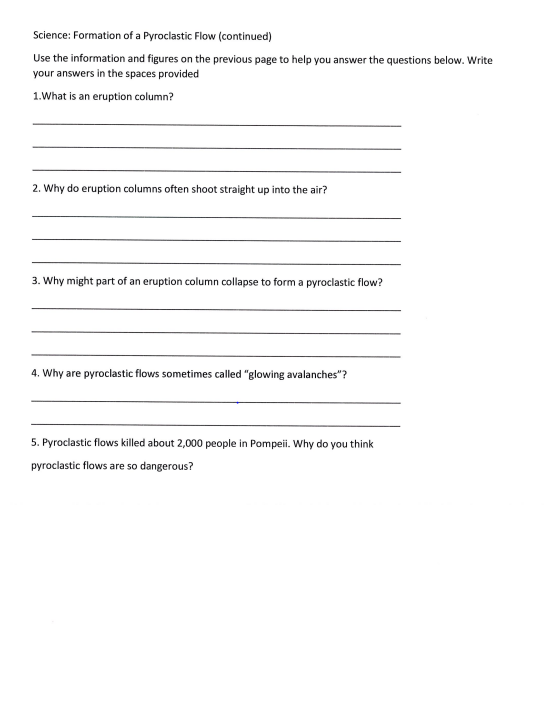 Science: Formation of a Pyroclastic Flow (continued)
Use the information and figures on the previous page to help you answer the questions below. Write
your answers in the spaces provided
1.What is an eruption column?
2. Why do eruption columns often shoot straight up into the air?
3. Why might part of an eruption column collapse to form a pyroclastic flow?
4. Why are pyroclastic flows sometimes called "glowing avalanches"?
5. Pyroclastic flows killed about 2,000 people in Pompeii. Why do you think
pyroclastic flows are so dangerous?